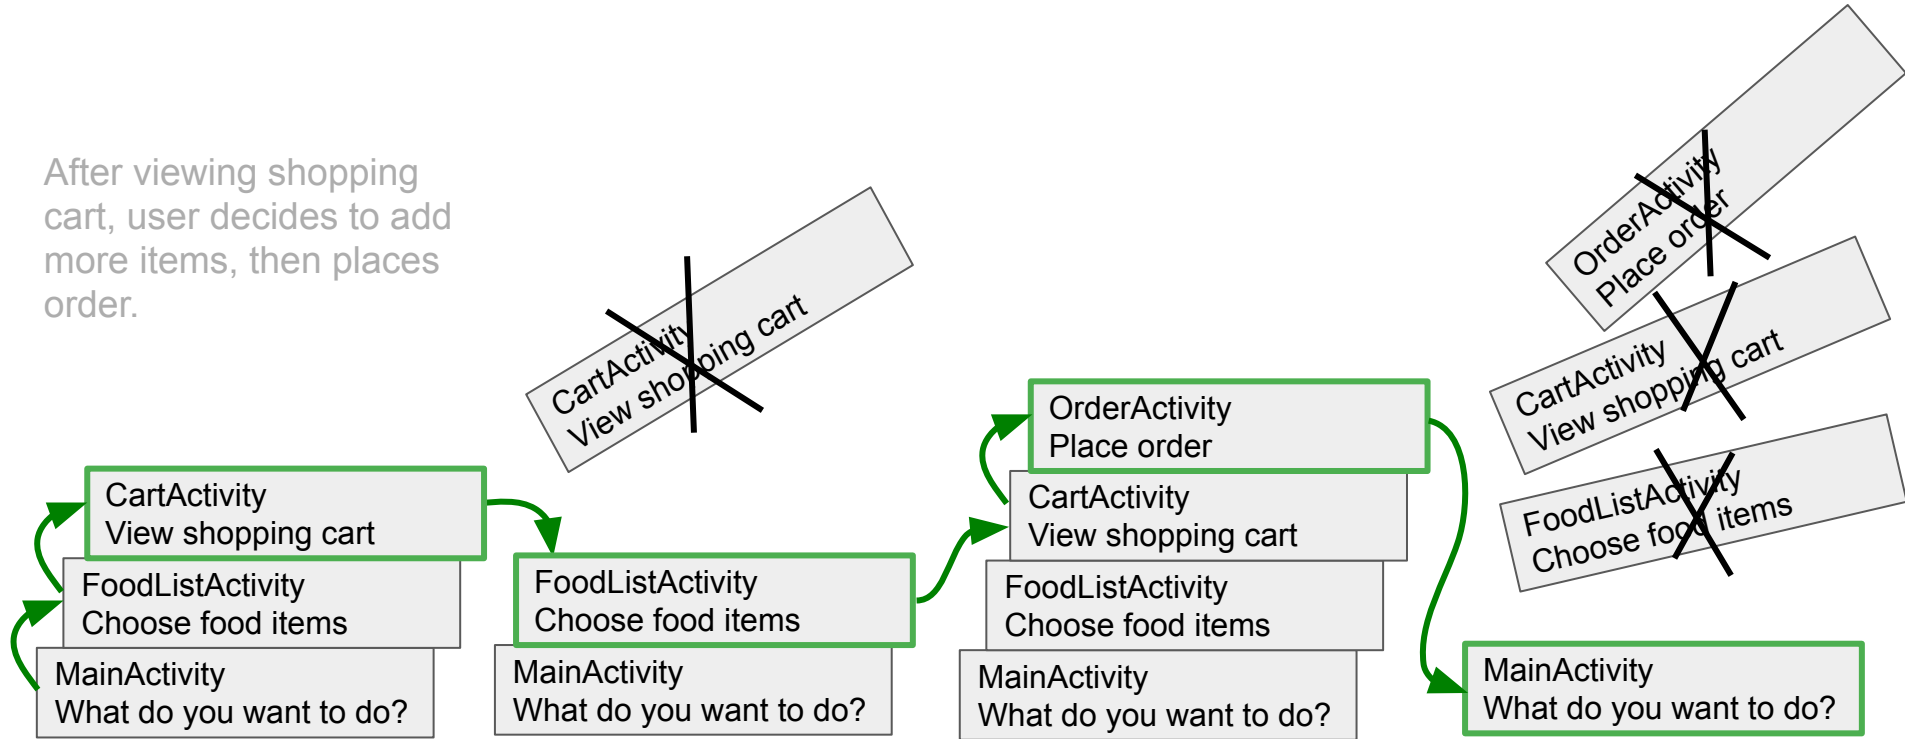 After viewing shopping
cart, user decides to add
more items, then places
order.
CartActivity
View shopping cart
FoodListActivity
Choose food items
MainActivity
What do you want to do?
CartActivity
View shopping cart
FoodListActivity
Choose food items
MainActivity
What do you want to do?
OrderActivity
Place order
CartActivity
View shopping cart
FoodListActivity
Choose food items
MainActivity
What do you want to do?
OrderActivity
Place order
CartActivity
View shopping cart
FoodListActivity
Choose food items
MainActivity
What do you want to do?